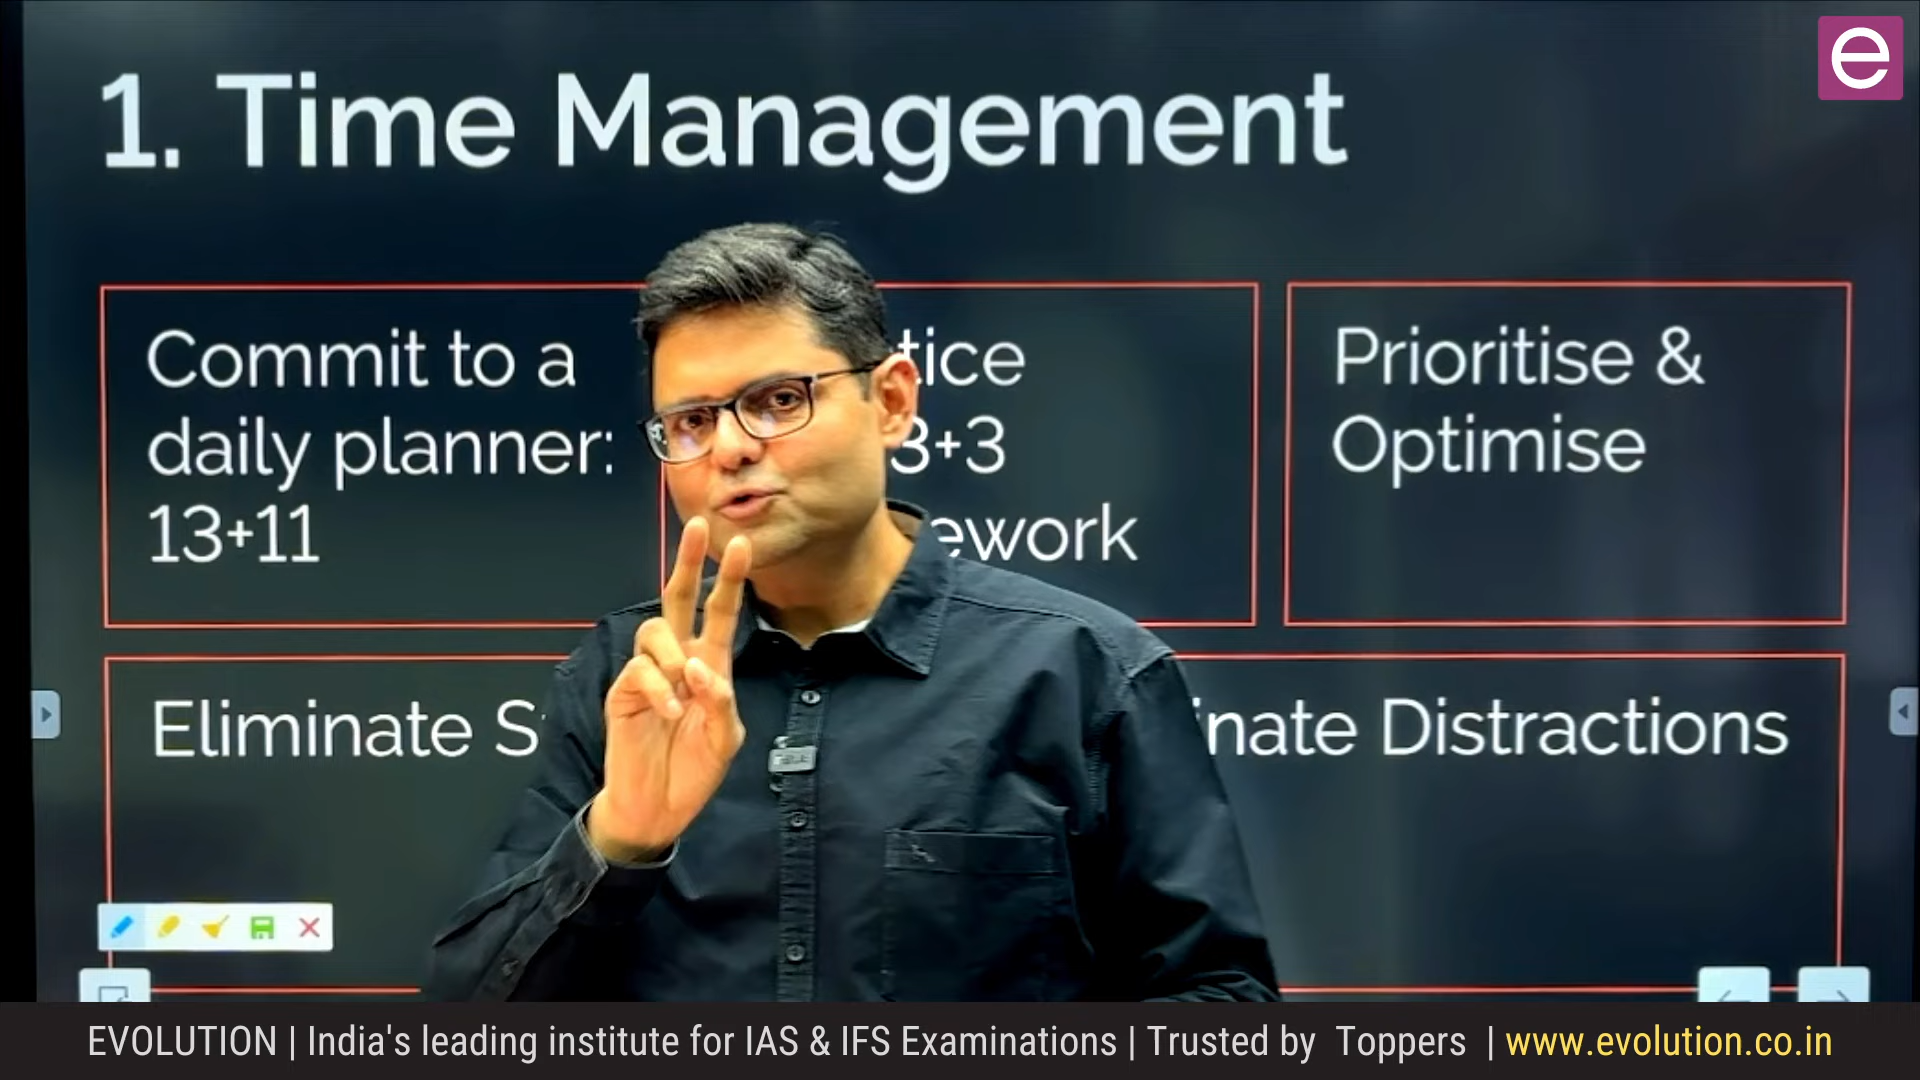 e
1. Time Management
Commit to a
daily planner:
13+11
tice
3+3
ework
Prioritise &
Optimise
Eliminate S
inate Distractions
EVOLUTION | India's leading institute for IAS & IFS Examinations | Trusted by Toppers | www.evolution.co.in